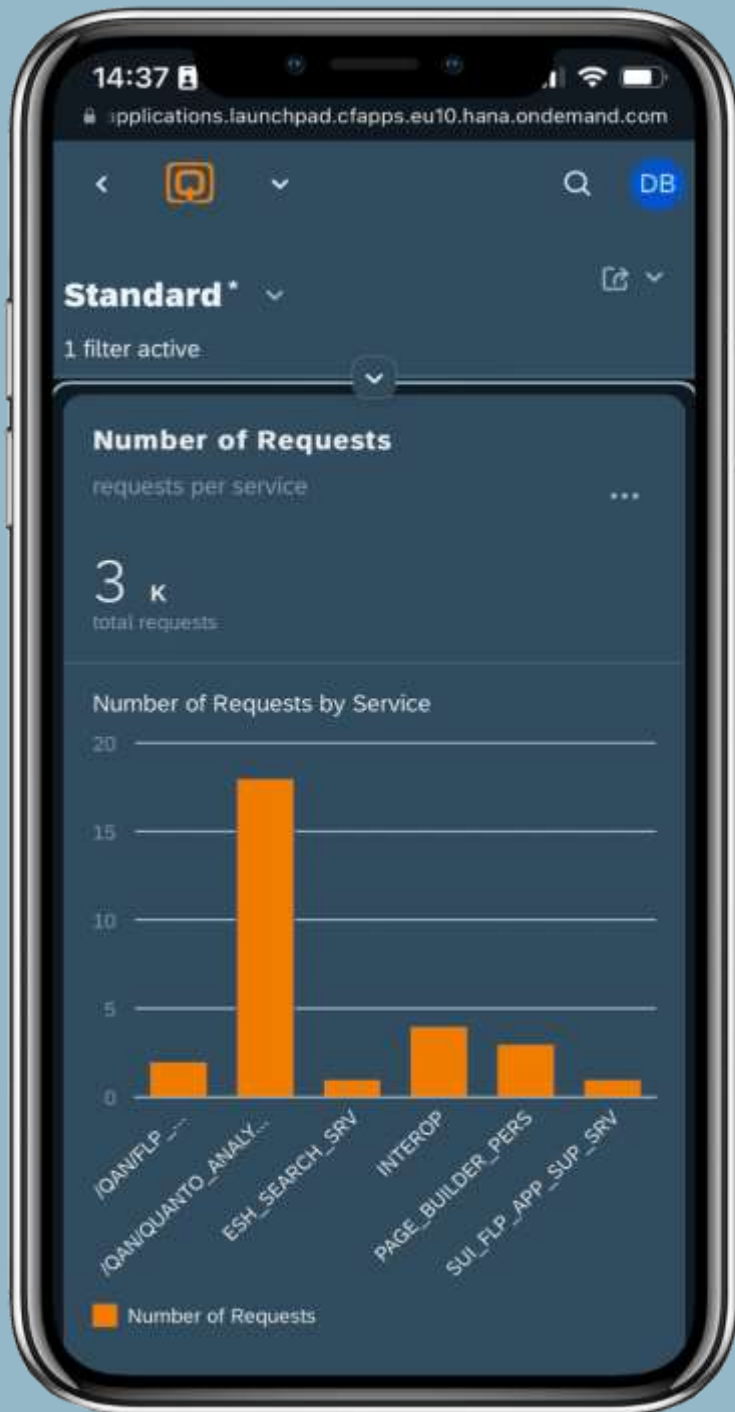 14:37
applications.launchpad.cfapps.eu10.hana.ondemand.com
DB
Standard*
1 filter active
Number of Requests
requests per service
...
3 K
total requests
Number of Requests by Service
20
15
10
5
0
/QAN/FLP_...
/QAN/QUANTO_ANALY...
ESH_SEARCH_SRV
INTEROP
PAGE_BUILDER_PERS
SUI_FLP_APP_SUP_SRV
Number of Requests